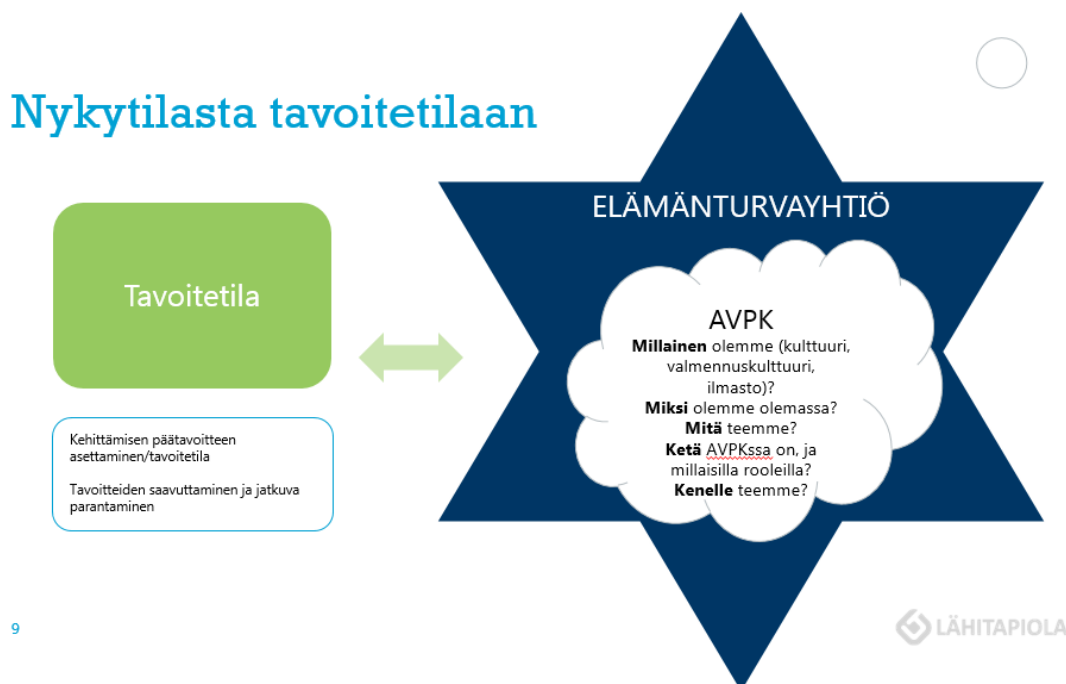 Nykytilasta tavoitetilaan
Tavoitetila
Kehittämisen päätavoitteen
asettaminen/tavoitetila
Tavoitteiden saavuttaminen ja jatkuva
parantaminen
ELÄMÄNTURVAYHTIÖ
AVPK
Millainen olemme (kulttuuri,
valmennuskulttuuri,
ilmasto)?
Miksi olemme olemassa?
Mitä teemme?
Ketä AVPKssa on, ja
millaisilla rooleilla?
Kenelle teemme?
9
LÄHITAPIOLA